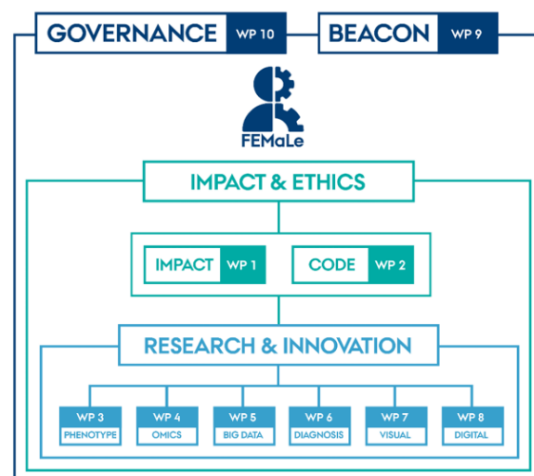 GOVERNANCE WP 10 BEACON WP 9
FEMaLe
IMPACT & ETHICS
IMPACT WP 1 CODE WP 2
RESEARCH & INNOVATION
WP 3 WP 4 WP 5 WP 6 WP 7 WP 8
PHENOTYPE OMICS BIG DATA DIAGNOSIS VISUAL DIGITAL